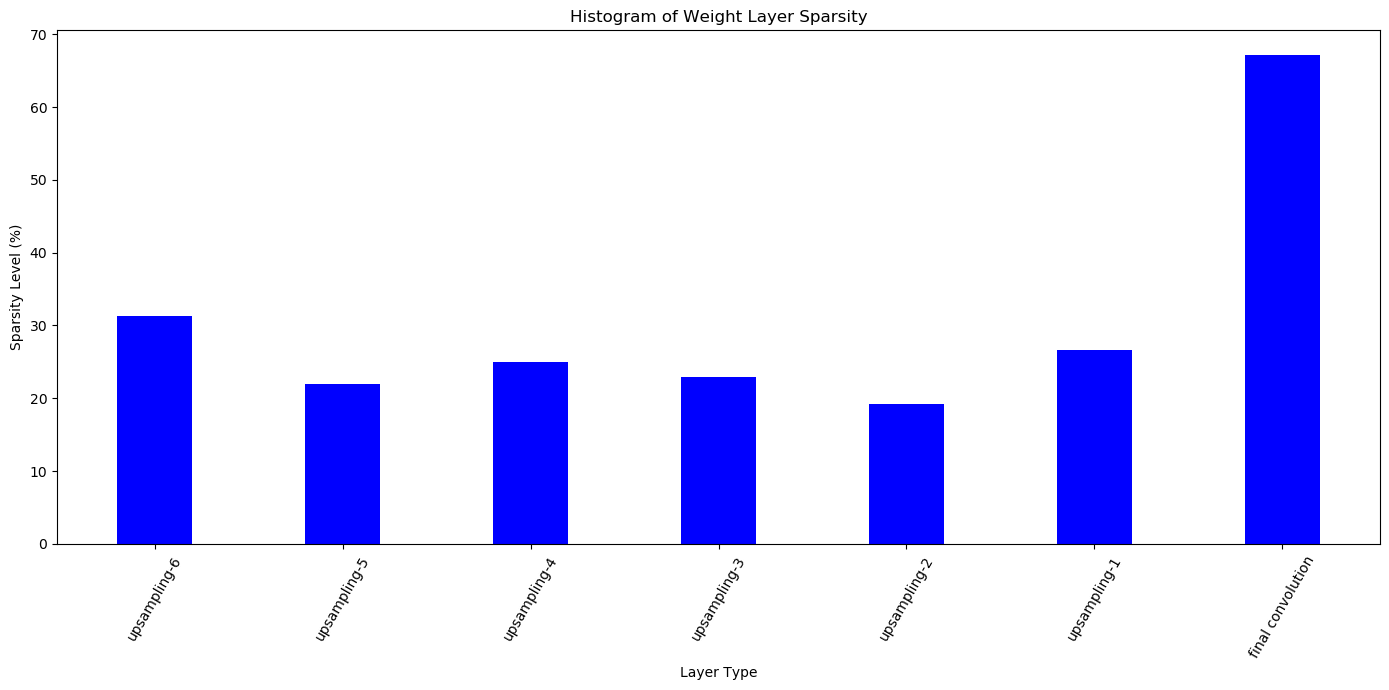 Histogram of Weight Layer Sparsity
Sparsity Level (%)
70
60
50
40
30
20
10
0
upsampling-6
upsampling-5
upsampling-4
upsampling-3
upsampling-2
upsampling-1
final convolution
Layer Type